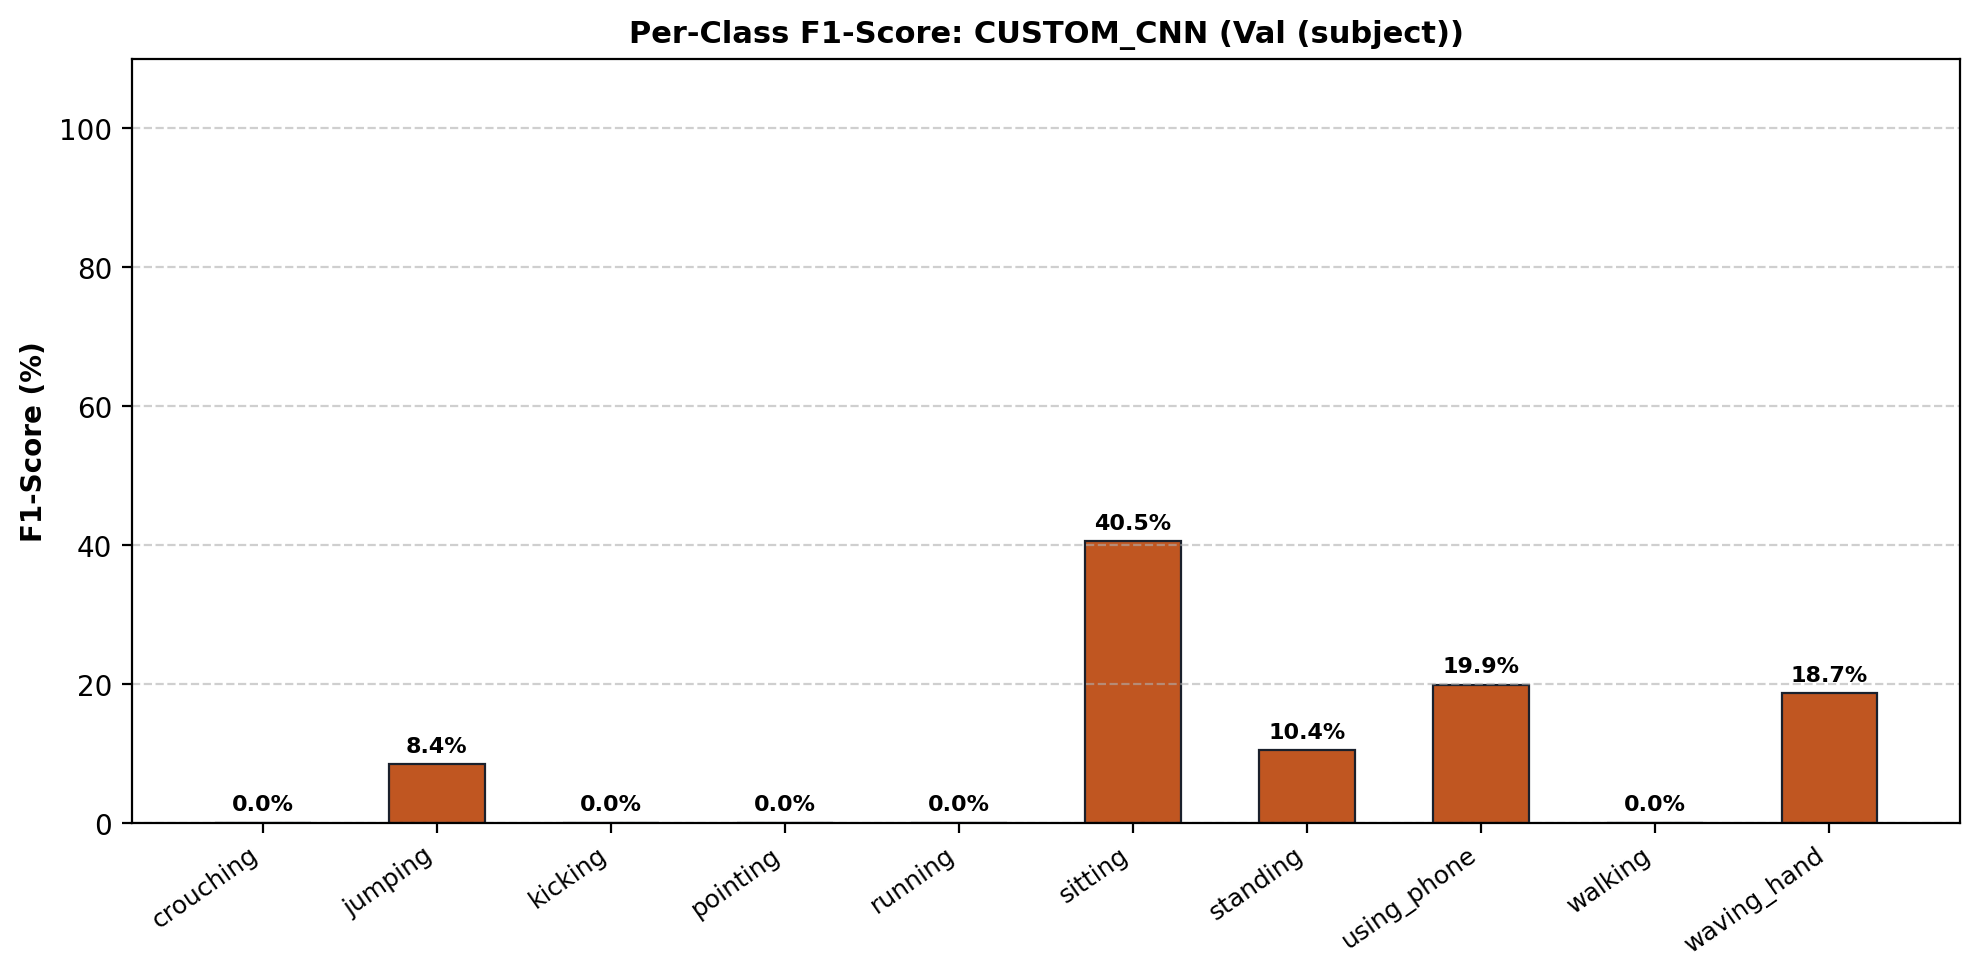 Per-Class F1-Score: CUSTOM_CNN (Val (subject))
F1-Score (%)
100
80
60
40
20
0
0.0%
8.4%
0.0%
0.0%
0.0%
40.5%
10.4%
19.9%
0.0%
18.7%
crouching
jumping
kicking
pointing
running
sitting
standing
using_phone
walking
waving_hand